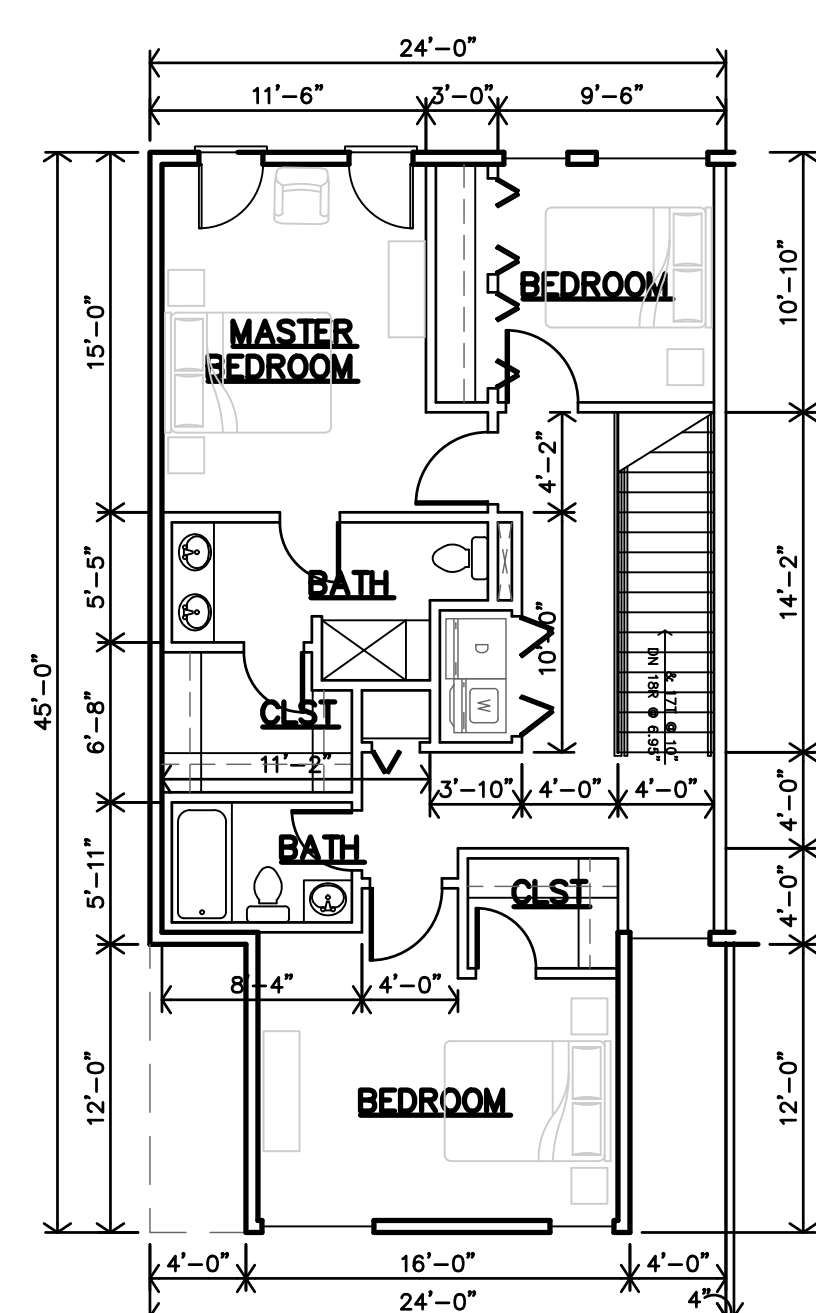 24'-0"
11'-6"
3'-0"
9'-6"
10'-10"
BEDROOM
15'-0"
MASTER
BEDROOM
4'-2"
5'-5"
BATH
14'-2"
10'-0"
D
W
DN 18R @ 6.95"
& 17T @ 10"
45'-0"
6'-8"
CLST
11'-2"
3'-10"
4'-0"
4'-0"
4'-0"
5'-11"
BATH
CLST
4'-0"
8'-4"
4'-0"
12'-0"
BEDROOM
12'-0"
4'-0"
16'-0"
4'-0"
24'-0"
4"